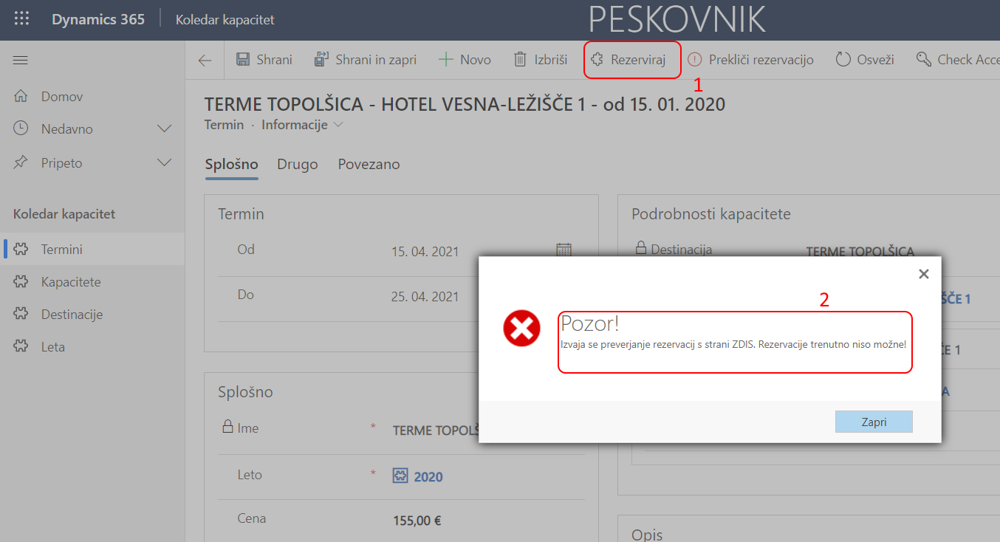 Dynamics 365 Koledar kapacitet PESKOVNIK
Shrani Shrani in zapri Novo Izbriši Rezerviraj Prekliči rezervacijo Osveži Check Acce
1
Domov
Nedavno
Pripeto
Koledar kapacitet
Termini
Kapacitete
Destinacije
Leta
TERME TOPOLŠICA - HOTEL VESNA-LEŽIŠČE 1 - od 15. 01. 2020
Termin · Informacije
Splošno Drugo Povezano
Termin
Od 15. 04. 2021
Do 25. 04. 2021
Splošno
Ime * TERME TOPOLŠ
Leto * 2020
Cena 155,00 €
Podrobnosti kapacitete
Destinacija TERME TOPOLŠICA
ŠČE 1
ČE 1
A
Opis
2
Pozor!
Izvaja se preverjanje rezervacij s strani ZDIS. Rezervacije trenutno niso možne!
Zapri